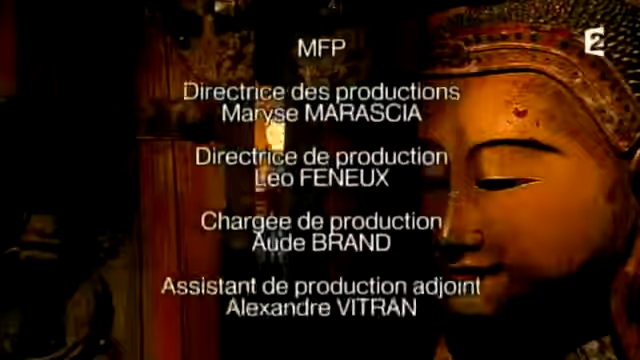 MFP
2
Directrice des productions
Maryse MARASCIA
Directrice de production
Léo FENEUX
Chargée de production
Aude BRAND
Assistant de production adjoint
Alexandre VITRAN